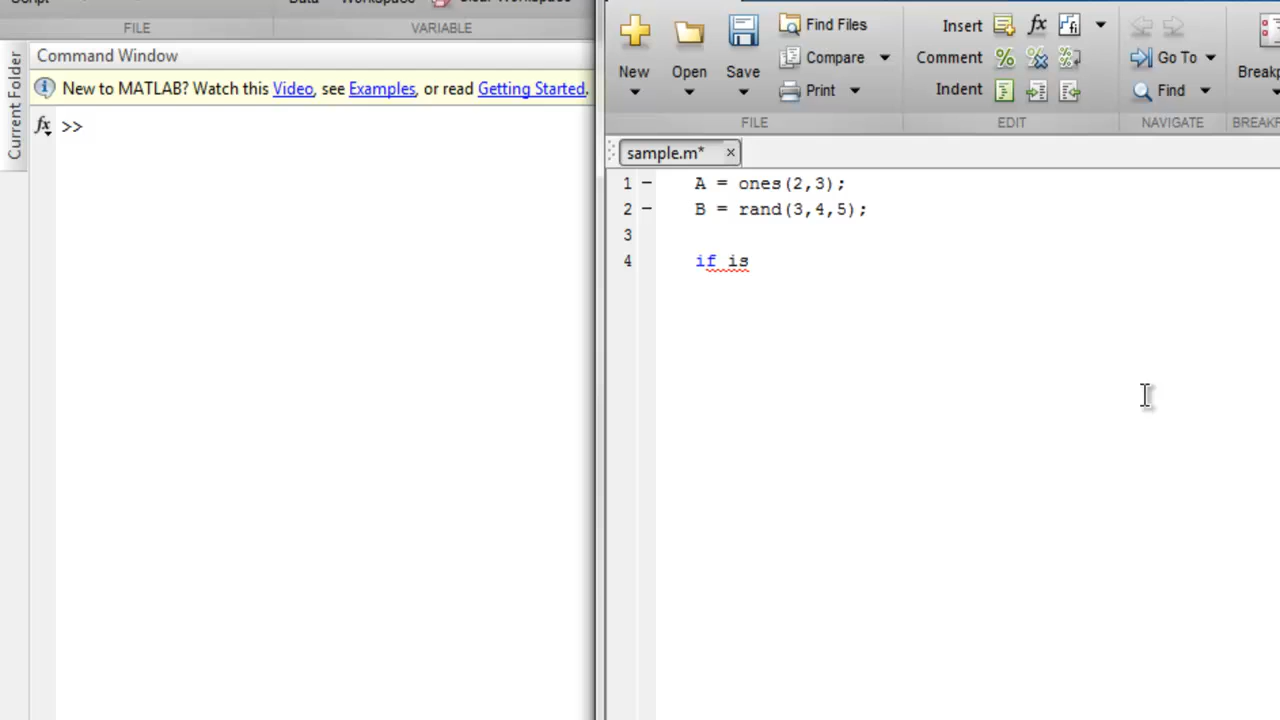 FILE
VARIABLE
Current Folder
Command Window
New to MATLAB? Watch this Video, see Examples, or read Getting Started.
fx >>
New
Open
Save
Find Files
Compare
Print
FILE
Insert fx fi
Comment
Indent
EDIT
Go To
Find
NAVIGATE
sample.m* ×
1 – A = ones(2,3);
2 – B = rand(3,4,5);
3
4 if is